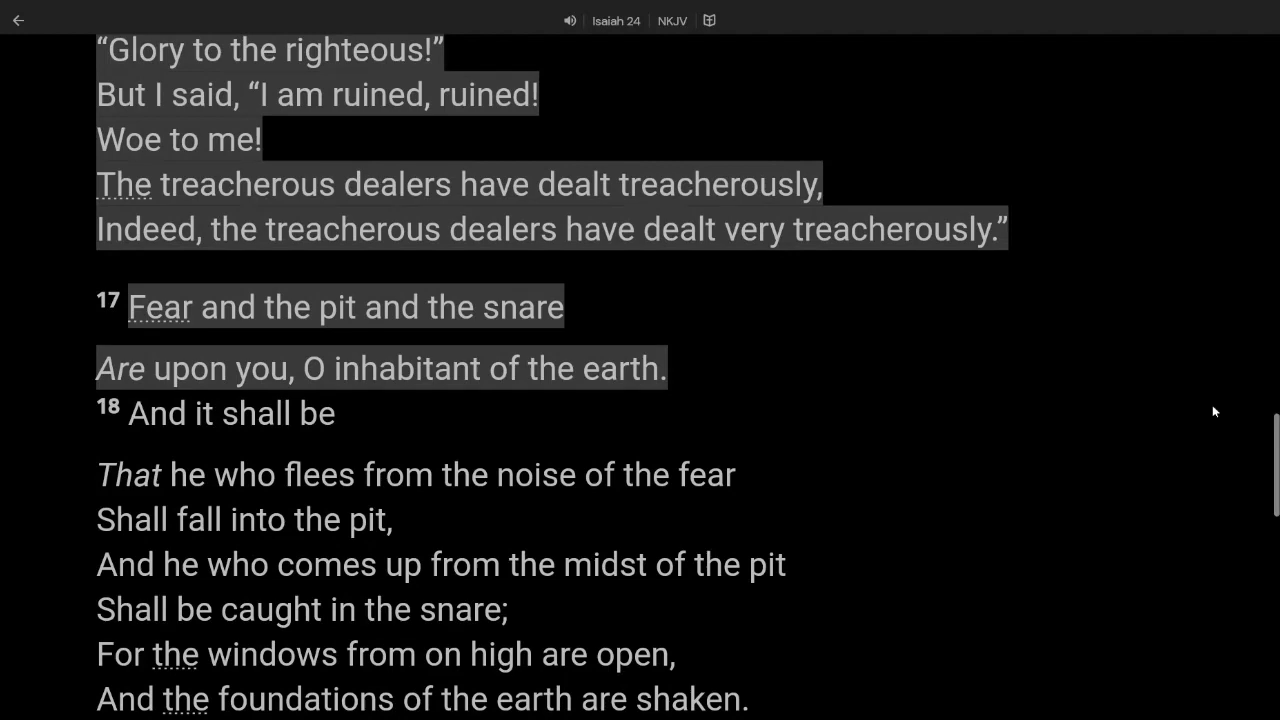 Isaiah 24 NKJV
“Glory to the righteous!”
But I said, “I am ruined, ruined!
Woe to me!
The treacherous dealers have dealt treacherously,
Indeed, the treacherous dealers have dealt very treacherously.”
17 Fear and the pit and the snare
Are upon you, O inhabitant of the earth.
18 And it shall be
That he who flees from the noise of the fear
Shall fall into the pit,
And he who comes up from the midst of the pit
Shall be caught in the snare;
For the windows from on high are open,
And the foundations of the earth are shaken.